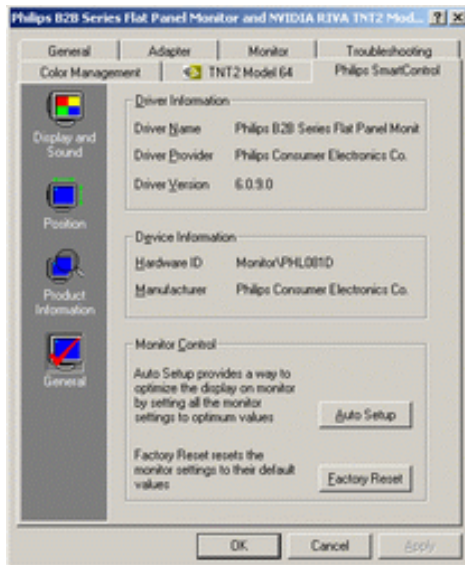 Philips B2B Series Flat Panel Monitor and NVIDIA RIVA TNT2 Mod...
General
Adapter
Monitor
Troubleshooting
Color Management
TNT2 Model 64
Philips SmartControl
Display and
Sound
Position
Product
Information
General
Driver Information
Driver Name
Philips B2B Series Flat Panel Monit
Driver Provider
Philips Consumer Electronics Co.
Driver Version
6.0.9.0
Device Information
Hardware ID
Monitor\PHL081D
Manufacturer
Philips Consumer Electronics Co.
Monitor Control
Auto Setup provides a way to
optimize the display on monitor
by setting all the monitor
settings to optimum values
Auto Setup
Factory Reset resets the
monitor settings to their default
values
Factory Reset
OK
Cancel
Apply